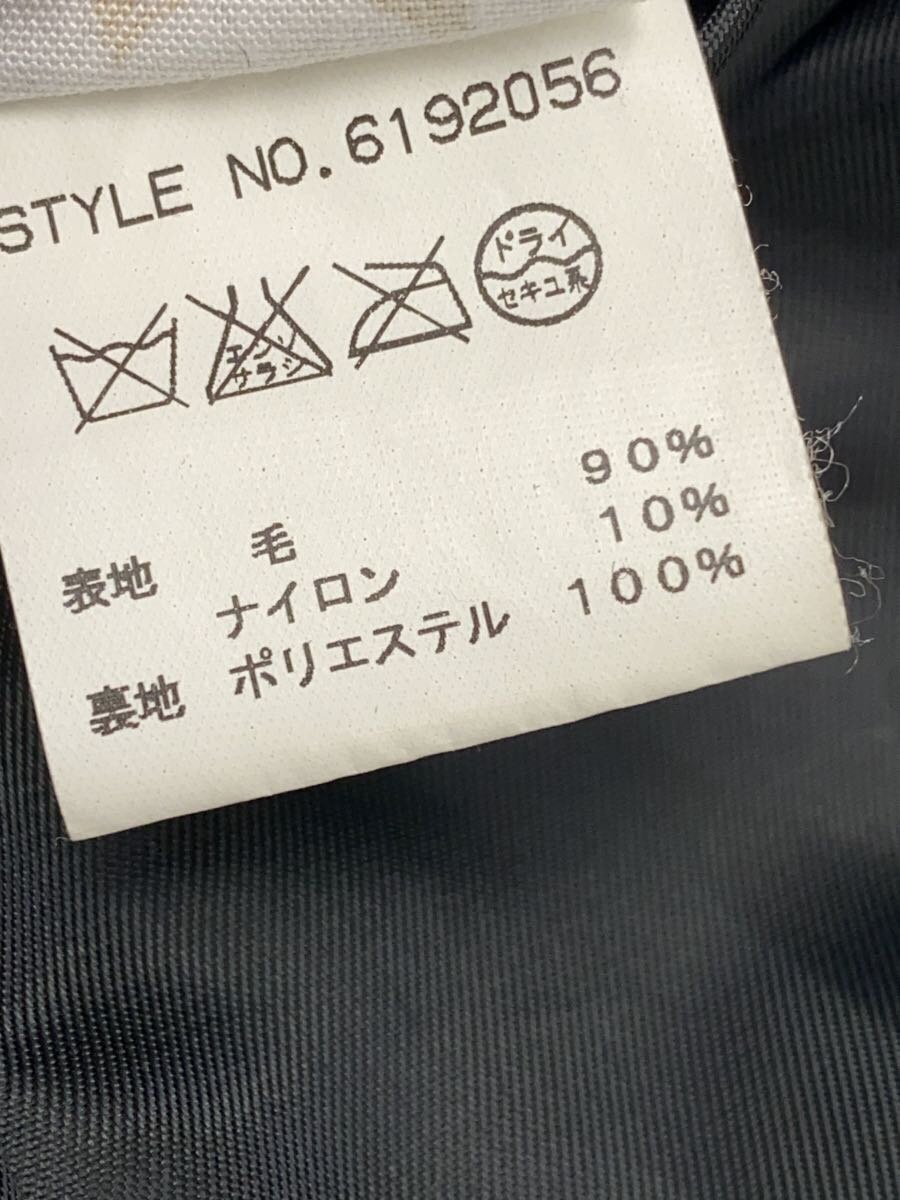 STYLE NO.6192056
エンソ
サラシ
ドライ
セキユ系
表地 毛 90%
ナイロン 10%
裏地 ポリエステル 100%